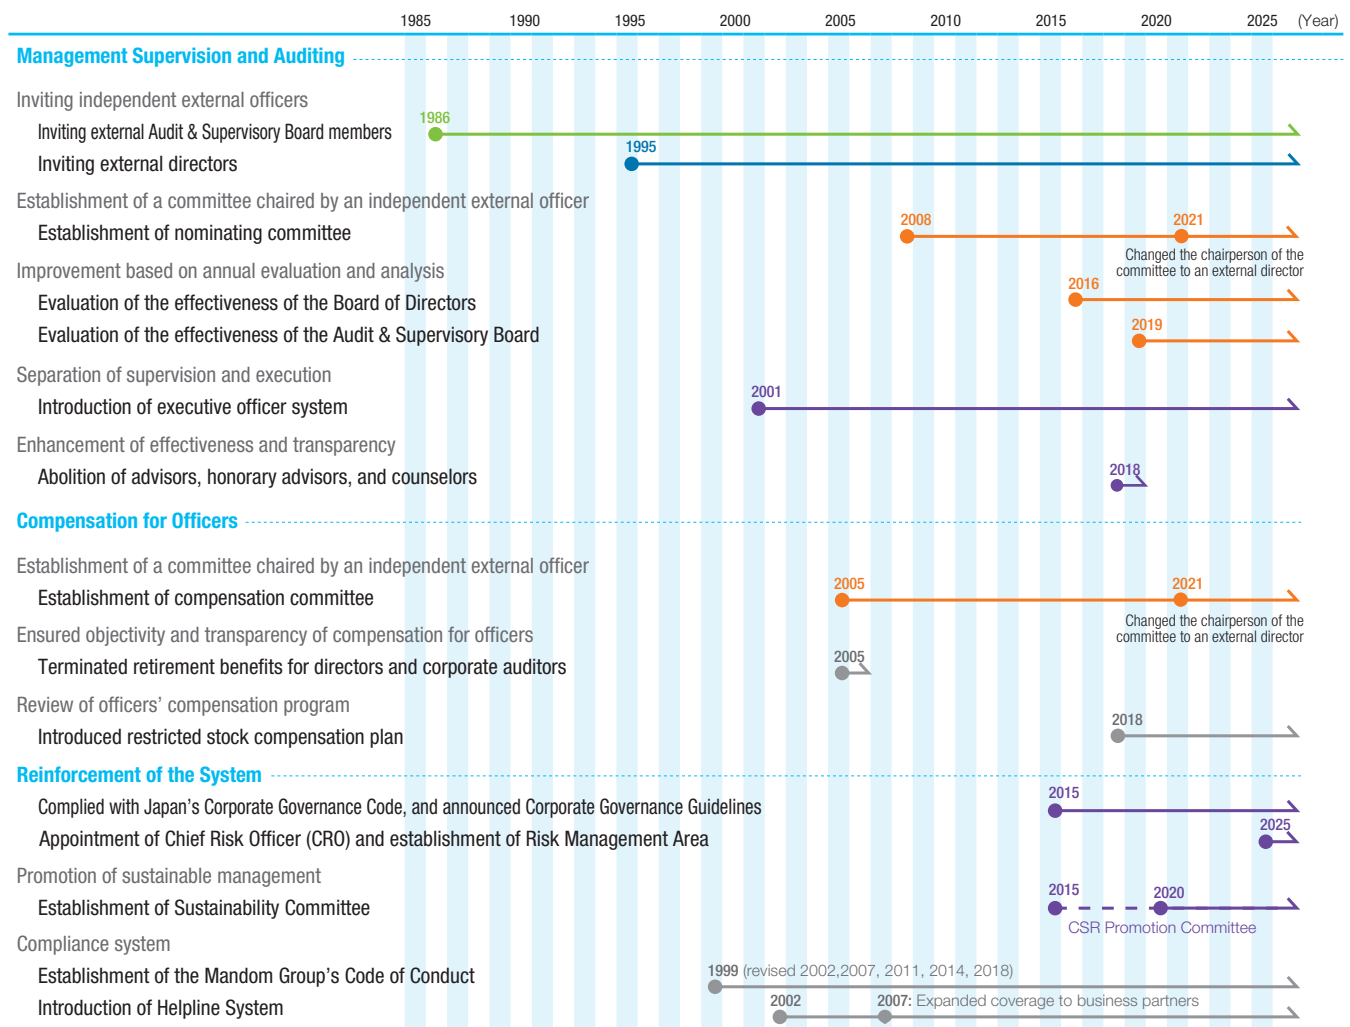 1985 1990 1995 2000 2005 2010 2015 2020 2025 (Year)
Management Supervision and Auditing
Inviting independent external officers
1986
Inviting external Audit & Supervisory Board members
1995
Inviting external directors
Establishment of a committee chaired by an independent external officer
2008 2021
Establishment of nominating committee
Changed the chairperson of the
committee to an external director
Improvement based on annual evaluation and analysis
2016
Evaluation of the effectiveness of the Board of Directors
2019
Evaluation of the effectiveness of the Audit & Supervisory Board
Separation of supervision and execution
2001
Introduction of executive officer system
Enhancement of effectiveness and transparency
2018
Abolition of advisors, honorary advisors, and counselors
Compensation for Officers
Establishment of a committee chaired by an independent external officer
2005 2021
Establishment of compensation committee
Changed the chairperson of the
committee to an external director
Ensured objectivity and transparency of compensation for officers
2005
Terminated retirement benefits for directors and corporate auditors
Review of officers’ compensation program
2018
Introduced restricted stock compensation plan
Reinforcement of the System
2015
Complied with Japan’s Corporate Governance Code, and announced Corporate Governance Guidelines
2025
Appointment of Chief Risk Officer (CRO) and establishment of Risk Management Area
Promotion of sustainable management
2015 2020
Establishment of Sustainability Committee
CSR Promotion Committee
Compliance system
1999 (revised 2002,2007, 2011, 2014, 2018)
Establishment of the Mandom Group’s Code of Conduct
2002 2007: Expanded coverage to business partners
Introduction of Helpline System